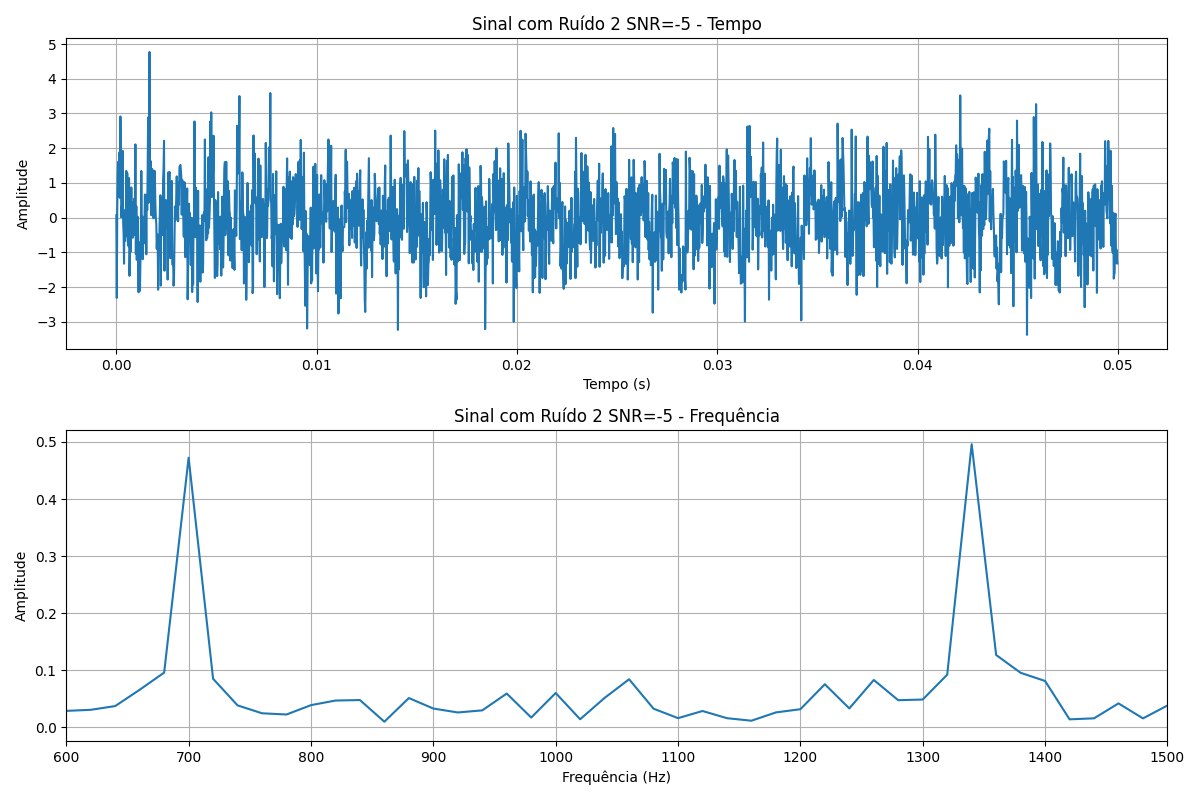 Sinal com Ruído 2 SNR=-5 - Tempo
5
4
3
2
1
0
−1
−2
−3
Amplitude
0.00 0.01 0.02 0.03 0.04 0.05
Tempo (s)
Sinal com Ruído 2 SNR=-5 - Frequência
0.5
0.4
0.3
0.2
0.1
0.0
Amplitude
600 700 800 900 1000 1100 1200 1300 1400 1500
Frequência (Hz)